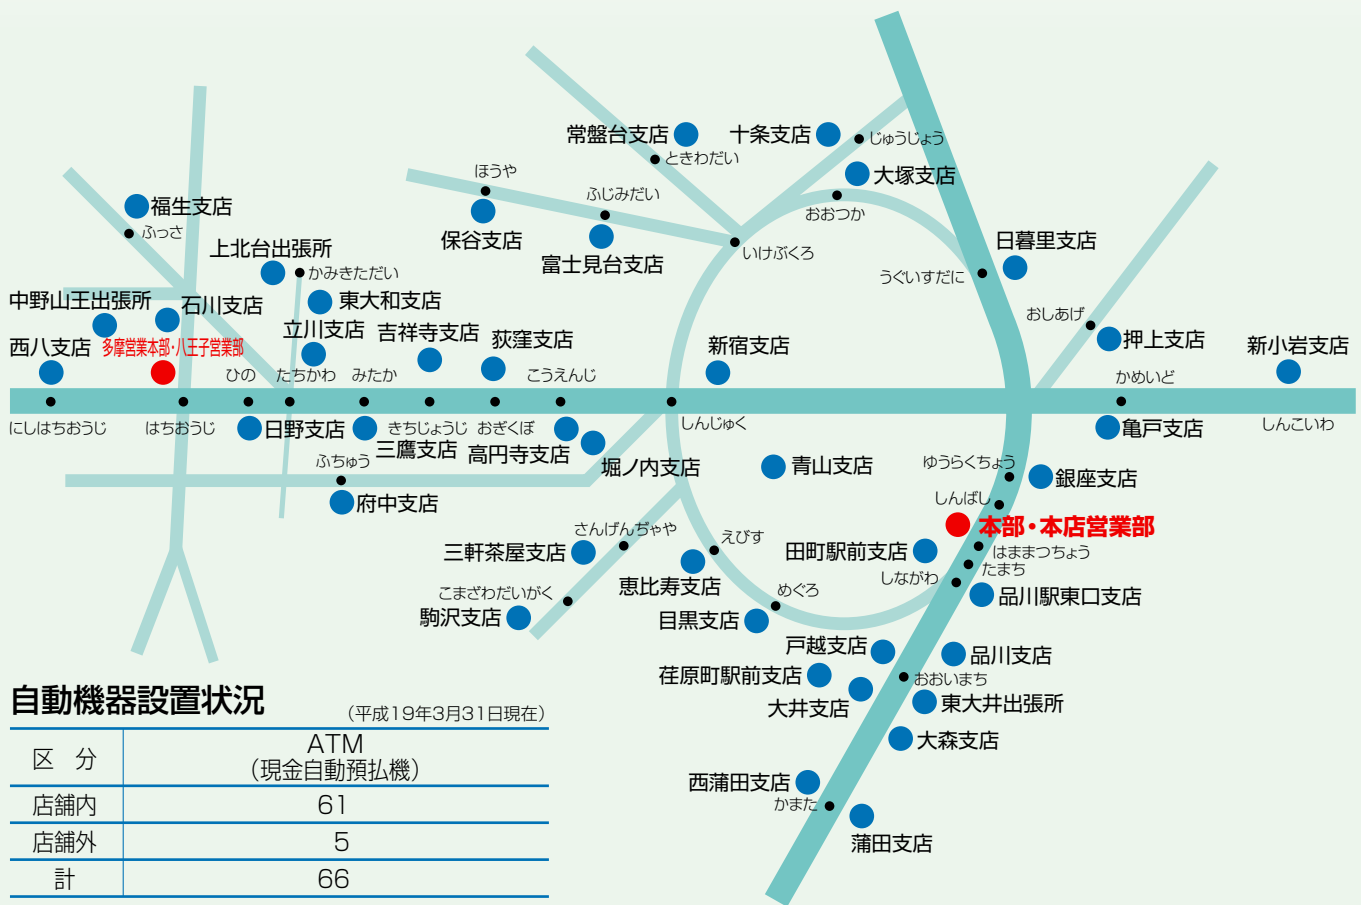 常盤台支店
ときわだい
十条支店
じゅうじょう
大塚支店
おおつか
ほうや
保谷支店
ふじみだい
富士見台支店
いけぶくろ
日暮里支店
うぐいすだに
福生支店
ふっさ
上北台出張所
かみきただい
東大和支店
中野山王出張所
石川支店
西八支店
多摩営業本部・八王子営業部
立川支店
吉祥寺支店
荻窪支店
新宿支店
おしあげ
押上支店
新小岩支店
ひの
たちかわ
みたか
こうえんじ
かめいど
にしはちおうじ
はちおうじ
日野支店
三鷹支店
きちじょうじ
おぎくぼ
高円寺支店
堀ノ内支店
しんじゅく
亀戸支店
しんこいわ
ふちゅう
府中支店
青山支店
ゆうらくちょう
銀座支店
しんばし
本部・本店営業部
さんげんぢゃや
三軒茶屋支店
えびす
恵比寿支店
田町駅前支店
はままつちょう
たまち
しながわ
品川駅東口支店
こまざわだいがく
駒沢支店
めぐろ
目黒支店
戸越支店
品川支店
荏原町駅前支店
おおいまち
大井支店
東大井出張所
大森支店
西蒲田支店
かまた
蒲田支店
自動機器設置状況
（平成19年3月31日現在）
区　分
ATM
（現金自動預払機）
店舗内 61
店舗外 5
計 66